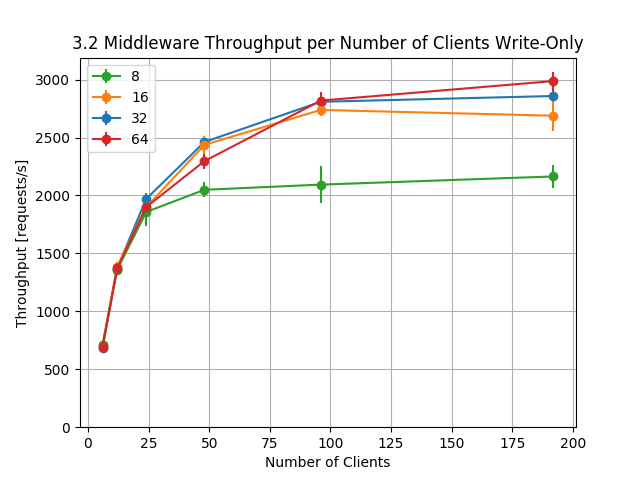 3.2 Middleware Throughput per Number of Clients Write-Only
8
16
32
64
3000
2500
2000
1500
1000
500
0
Throughput [requests/s]
0 25 50 75 100 125 150 175 200
Number of Clients